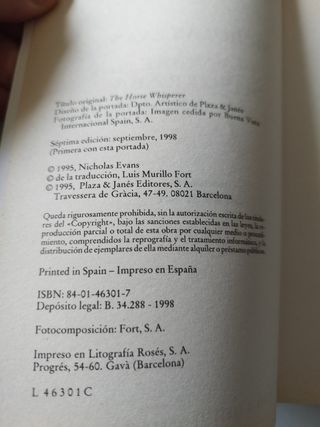 Título original: The Horse Whisperer
Diseño de la portada: Dpto. Artístico de Plaza & Janés
Fotografía de la portada: Imagen cedida por Buena Vista
Internacional Spain, S. A.
Séptima edición: septiembre, 1998
(Primera con esta portada)
© 1995, Nicholas Evans
© de la traducción, Luis Murillo Fort
© 1995, Plaza & Janés Editores, S. A.
Travessera de Gràcia, 47-49. 08021 Barcelona
Queda rigurosamente prohibida, sin la autorización escrita de los titula-
res del «Copyright», bajo las sanciones establecidas en las leyes, la re-
producción parcial o total de esta obra por cualquier medio o procedi-
miento, comprendidos la reprografía y el tratamiento informático, y la
distribución de ejemplares de ella mediante alquiler o préstamo públicos.
Printed in Spain – Impreso en España
ISBN: 84-01-46301-7
Depósito legal: B. 34.288 - 1998
Fotocomposición: Fort, S. A.
Impreso en Litografía Rosés, S. A.
Progrés, 54-60. Gavà (Barcelona)
L 46301C